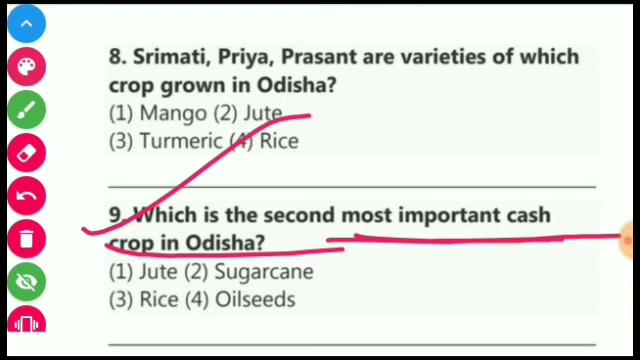 8. Srimati, Priya, Prasant are varieties of which
crop grown in Odisha?
(1) Mango (2) Jute
(3) Turmeric (4) Rice
9. Which is the second most important cash
crop in Odisha?
(1) Jute (2) Sugarcane
(3) Rice (4) Oilseeds